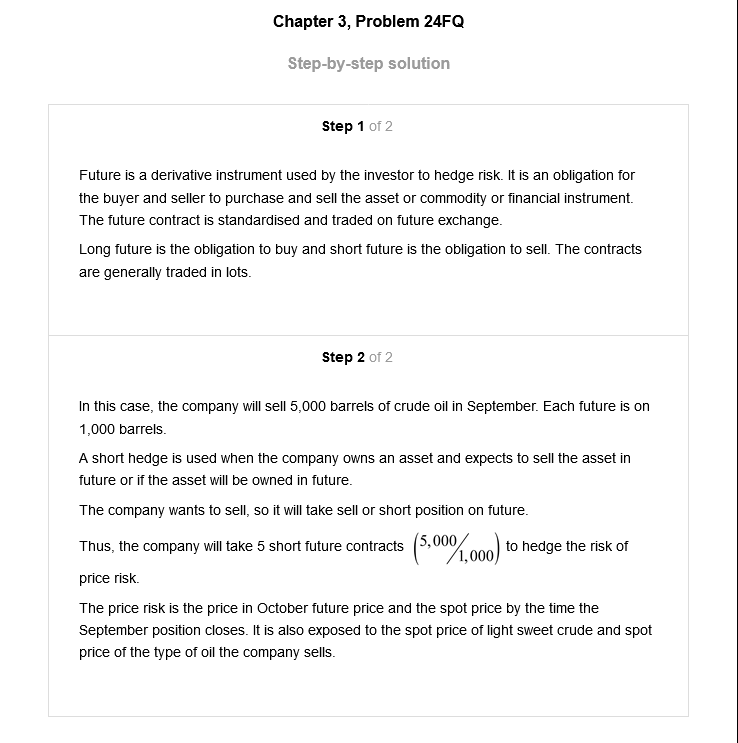 Chapter 3, Problem 24FQ
Step-by-step solution
Step 1 of 2
Future is a derivative instrument used by the investor to hedge risk. It is an obligation for
the buyer and seller to purchase and sell the asset or commodity or financial instrument.
The future contract is standardised and traded on future exchange.
Long future is the obligation to buy and short future is the obligation to sell. The contracts
are generally traded in lots.
Step 2 of 2
In this case, the company will sell 5,000 barrels of crude oil in September. Each future is on
1,000 barrels.
A short hedge is used when the company owns an asset and expects to sell the asset in
future or if the asset will be owned in future.
The company wants to sell, so it will take sell or short position on future.
Thus, the company will take 5 short future contracts (5,000/1,000) to hedge the risk of
price risk.
The price risk is the price in October future price and the spot price by the time the
September position closes. It is also exposed to the spot price of light sweet crude and spot
price of the type of oil the company sells.